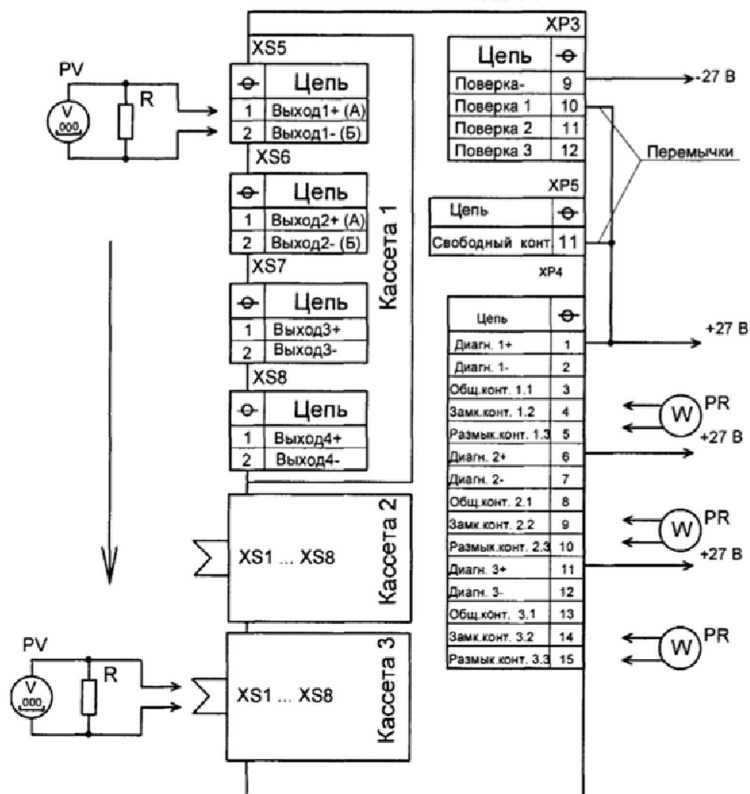 XP3
XS5
Цепь
PV
R
V
.000
Цепь
1 Выход1+ (А)
2 Выход1- (Б)
Поверка- 9
-27 В
Поверка 1 10
Поверка 2 11
Поверка 3 12
Перемычки
XS6
Цепь
1 Выход2+ (А)
2 Выход2- (Б)
XP5
Цепь
Свободный конт. 11
XS7
Цепь
1 Выход3+
2 Выход3-
Кассета 1
XP4
Цепь
+27 В
Диагн. 1+ 1
Диагн. 1- 2
Общ.конт. 1.1 3
Замк.конт. 1.2 4
Размык.конт. 1.3 5
W
PR
+27 В
Диагн. 2+ 6
Диагн. 2- 7
Общ.конт. 2.1 8
Замк.конт. 2.2 9
Размык.конт. 2.3 10
W
PR
+27 В
Диагн. 3+ 11
Диагн. 3- 12
Общ.конт. 3.1 13
Замк.конт. 3.2 14
Размык.конт. 3.3 15
W
PR
XS8
Цепь
1 Выход4+
2 Выход4-
XS1 ... XS8
Кассета 2
PV
R
V
.000
XS1 ... XS8
Кассета 3